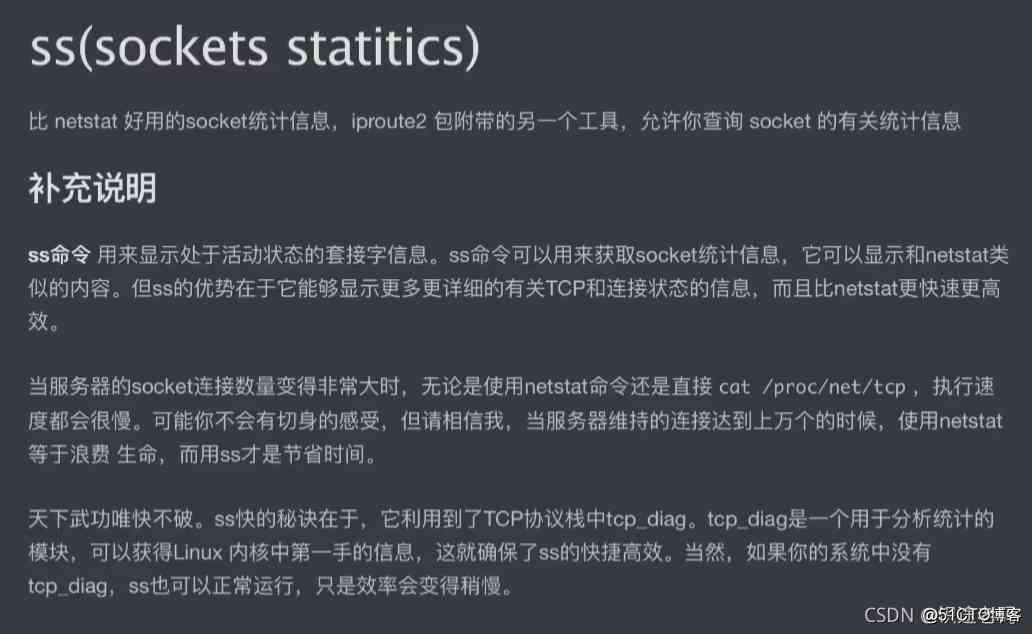 ss(sockets statitics)
比 netstat 好用的socket统计信息，iproute2 包附带的另一个工具，允许你查询 socket 的有关统计信息
补充说明
ss命令 用来显示处于活动状态的套接字信息。ss命令可以用来获取socket统计信息，它可以显示和netstat类
似的内容。但ss的优势在于它能够显示更多更详细的有关TCP和连接状态的信息，而且比netstat更快速更高
效。
当服务器的socket连接数量变得非常大时，无论是使用netstat命令还是直接 cat /proc/net/tcp ，执行速
度都会很慢。可能你不会有切身的感受，但请相信我，当服务器维持的连接达到上万个的时候，使用netstat
等于浪费 生命，而用ss才是节省时间。
天下武功唯快不破。ss快的秘诀在于，它利用到了TCP协议栈中tcp_diag。tcp_diag是一个用于分析统计的
模块，可以获得Linux 内核中第一手的信息，这就确保了ss的快捷高效。当然，如果你的系统中没有
tcp_diag，ss也可以正常运行，只是效率会变得稍慢。
CSDN @51CTO博客